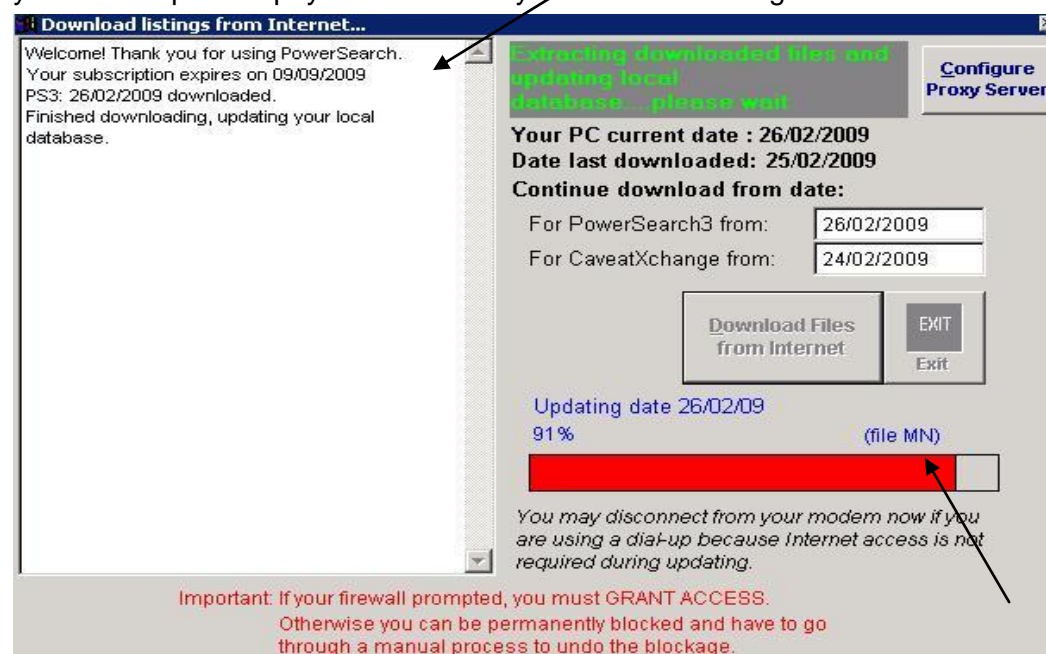 Download listings from Internet...
Welcome! Thank you for using PowerSearch.
Your subscription expires on 09/09/2009
PS3: 26/02/2009 downloaded.
Finished downloading, updating your local
database.
Extracting downloaded files and
updating local
database....please wait
Configure
Proxy Server
Your PC current date : 26/02/2009
Date last downloaded: 25/02/2009
Continue download from date:
For PowerSearch3 from: 26/02/2009
For CaveatXchange from: 24/02/2009
Download Files
from Internet
EXIT
Exit
Updating date 26/02/09
91% (file MN)
You may disconnect from your modem now if you
are using a dial-up because Internet access is not
required during updating.
Important: If your firewall prompted, you must GRANT ACCESS.
Otherwise you can be permanently blocked and have to go
through a manual process to undo the blockage.